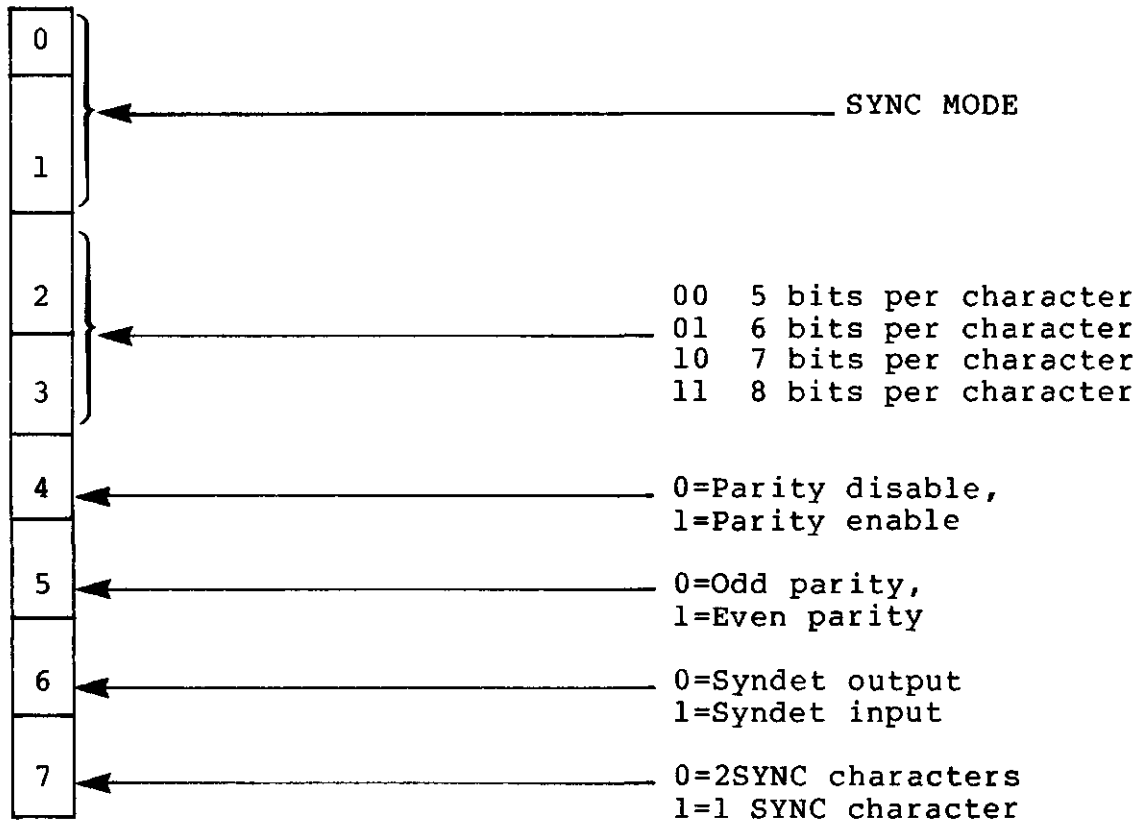 0
SYNC MODE
1
2
00 5 bits per character
01 6 bits per character
10 7 bits per character
3
11 8 bits per character
4
0=Parity disable,
1=Parity enable
5
0=Odd parity,
1=Even parity
6
0=Syndet output
1=Syndet input
7
0=2SYNC characters
1=1 SYNC character